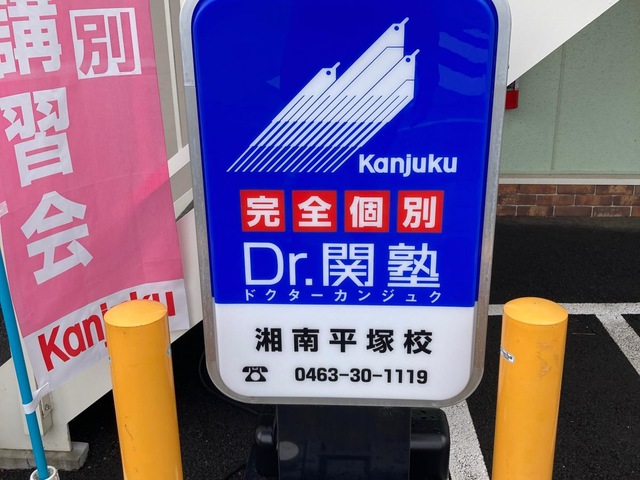 講別
習
会
Kanjuku
Kanjuku
完全個別
Dr.関塾
ドクターカンジュク
湘南平塚校
☎ 0463-30-1119